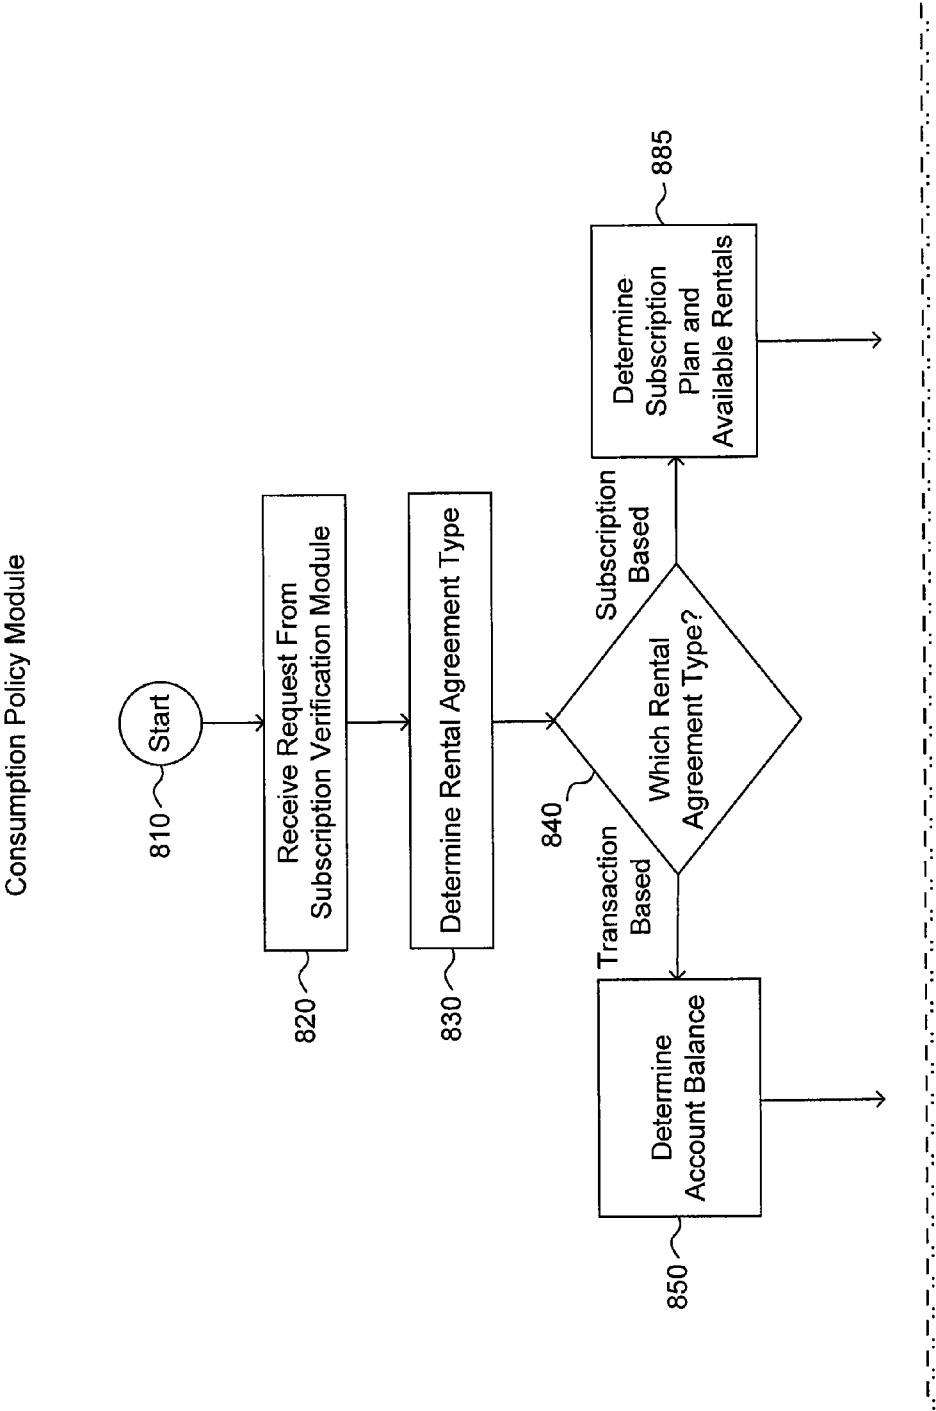 Consumption Policy Module
810
Start
820
Receive Request From
Subscription Verification Module
830
Determine Rental Agreement Type
840
Which Rental
Agreement Type?
Transaction
Based
Subscription
Based
850
Determine
Account Balance
885
Determine
Subscription
Plan and
Available Rentals